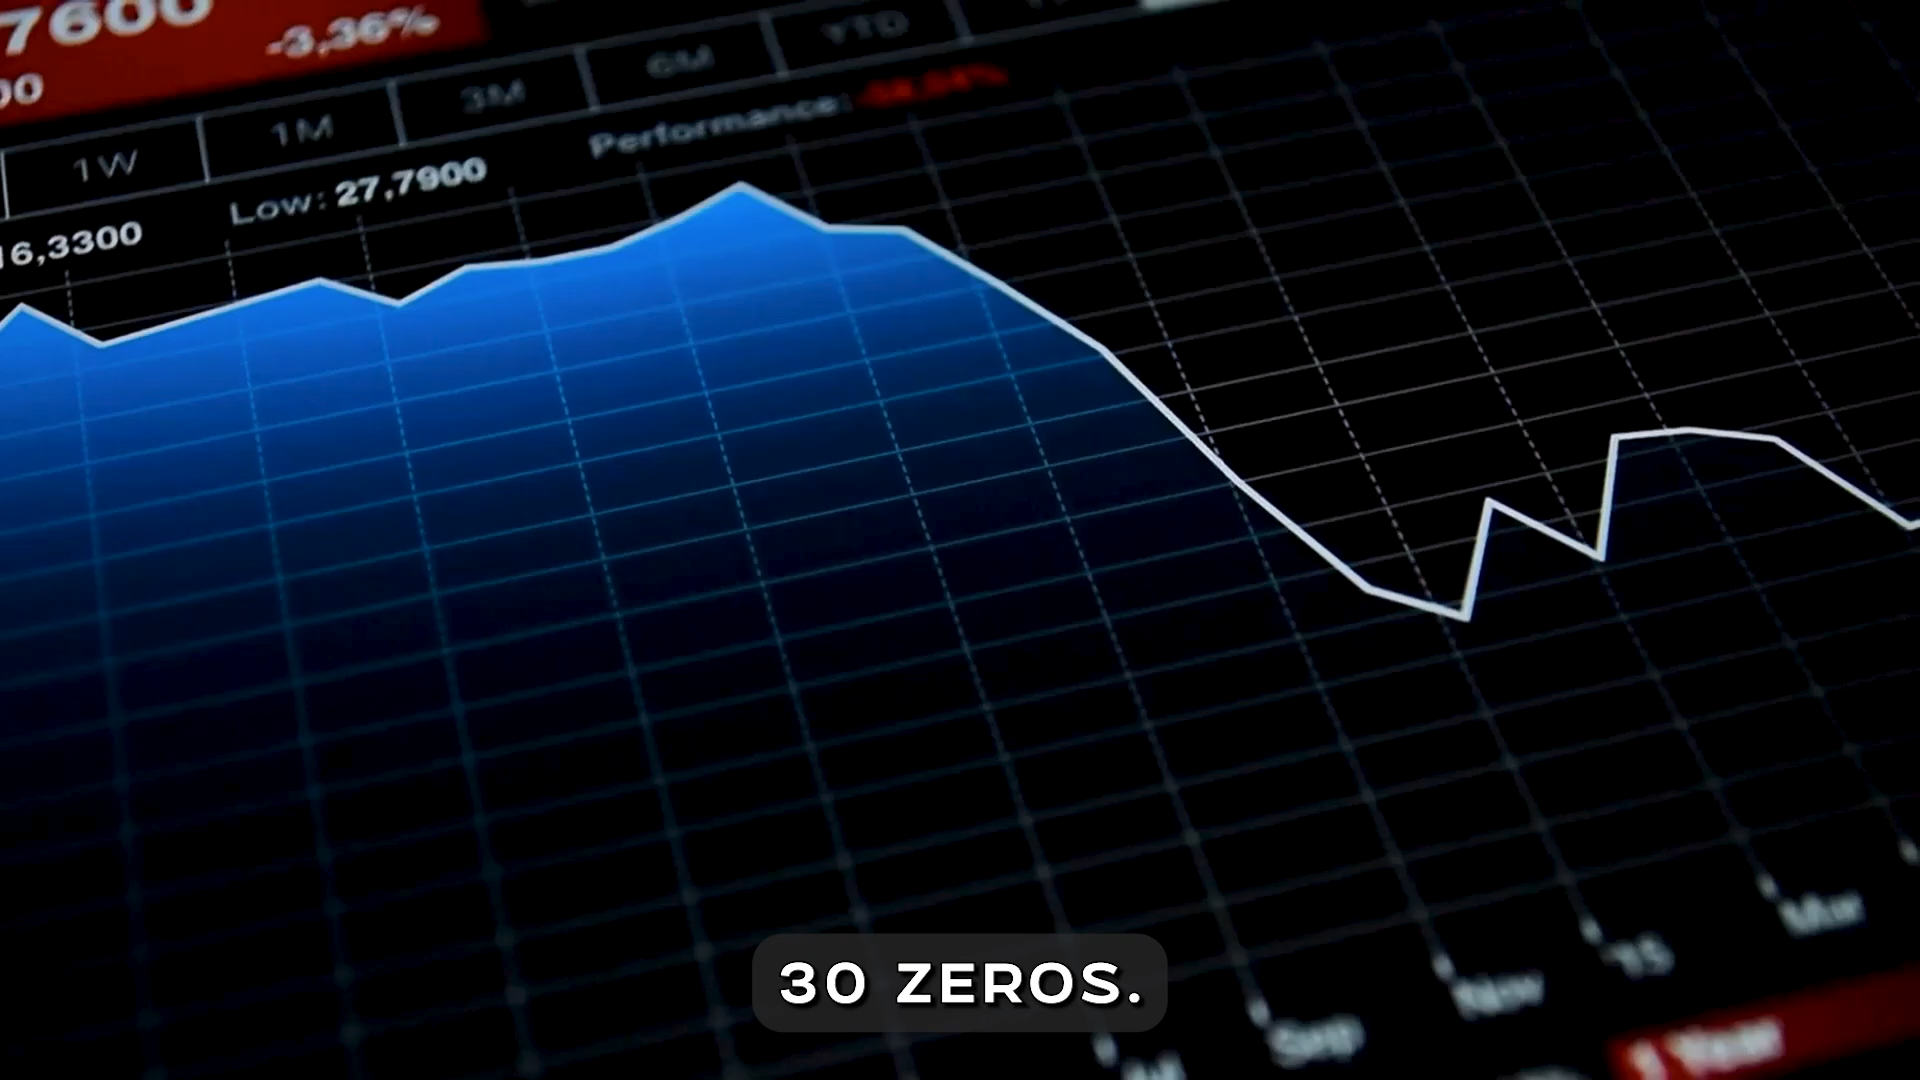 7600
-3,36%
00
1W
1M
3M
6M
YTD
16,3300
Low: 27,7900
Performance:
Jul
Sep
Nov
'15
Mar
1 Year
30 ZEROS.